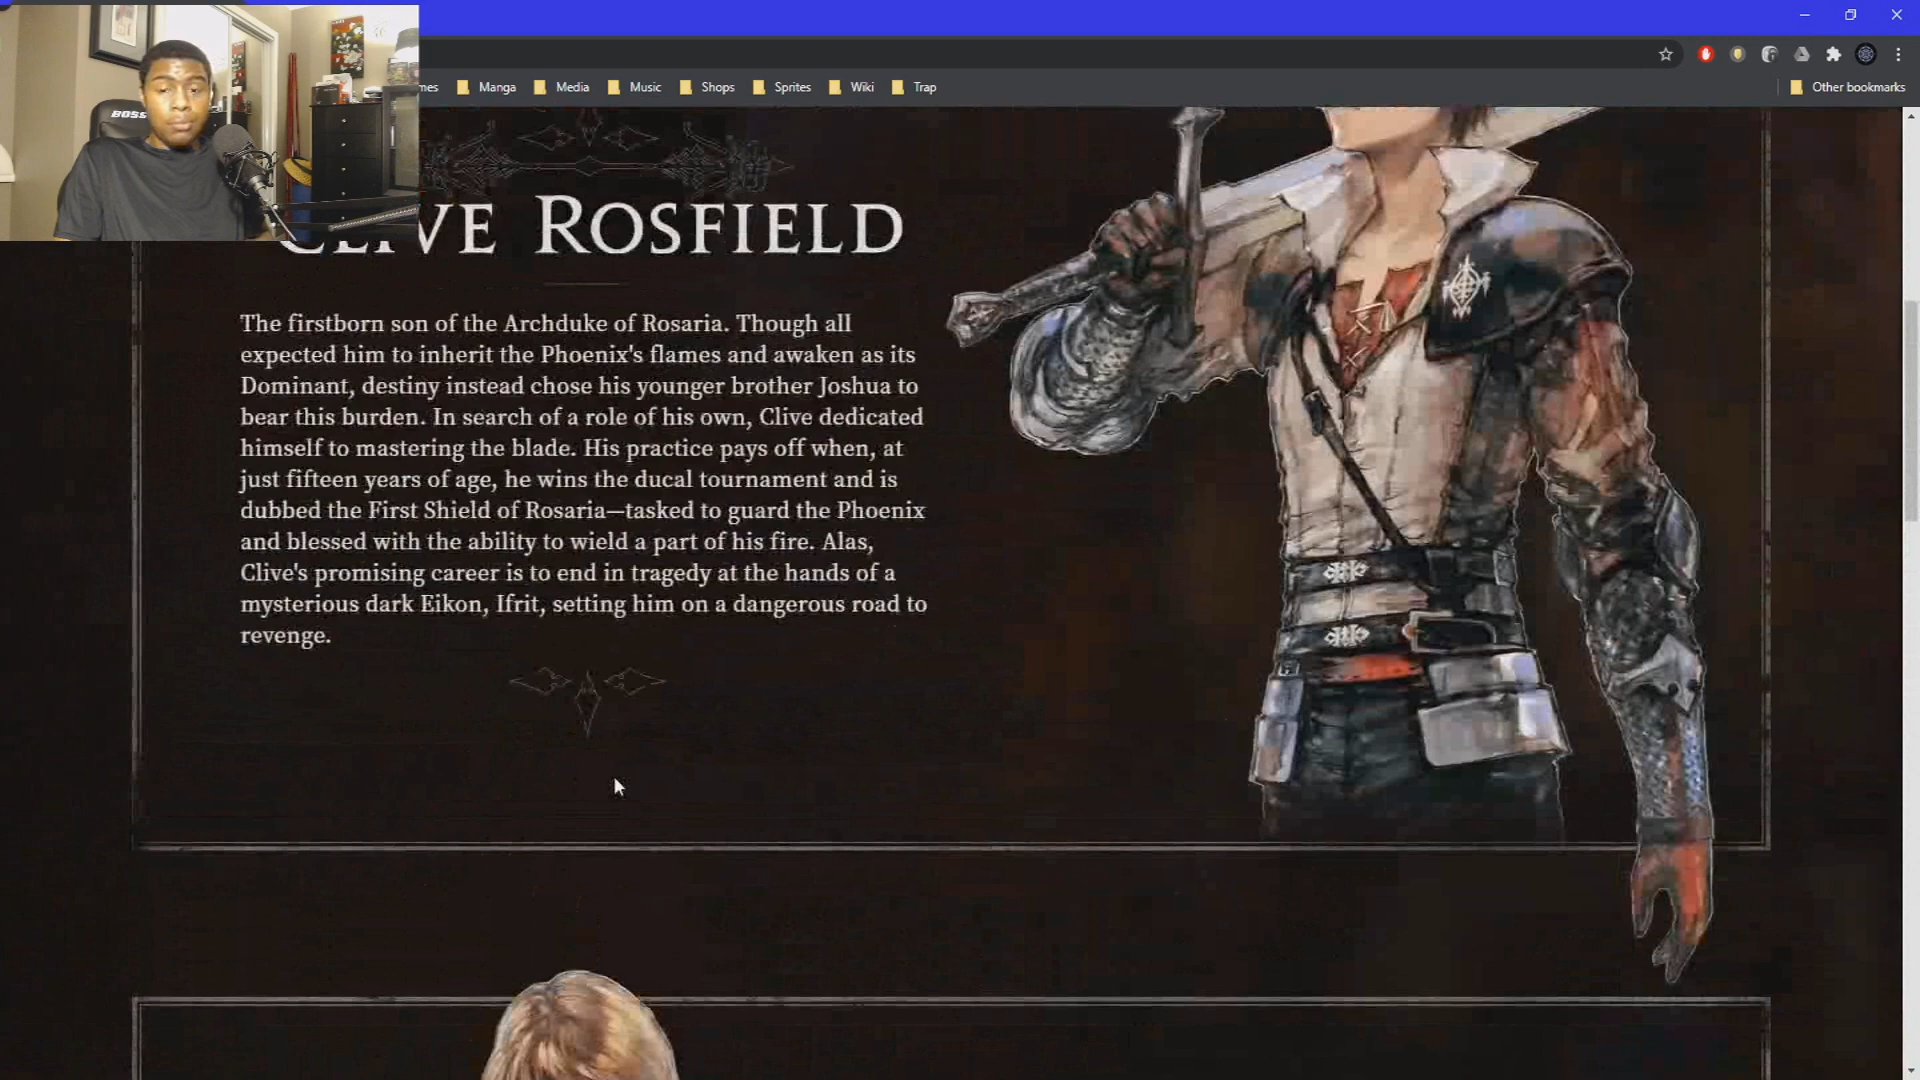 BOSS
mes
Manga
Media
Music
Shops
Sprites
Wiki
Trap
Other bookmarks
CLIVE ROSFIELD
The firstborn son of the Archduke of Rosaria. Though all
expected him to inherit the Phoenix's flames and awaken as its
Dominant, destiny instead chose his younger brother Joshua to
bear this burden. In search of a role of his own, Clive dedicated
himself to mastering the blade. His practice pays off when, at
just fifteen years of age, he wins the ducal tournament and is
dubbed the First Shield of Rosaria—tasked to guard the Phoenix
and blessed with the ability to wield a part of his fire. Alas,
Clive's promising career is to end in tragedy at the hands of a
mysterious dark Eikon, Ifrit, setting him on a dangerous road to
revenge.